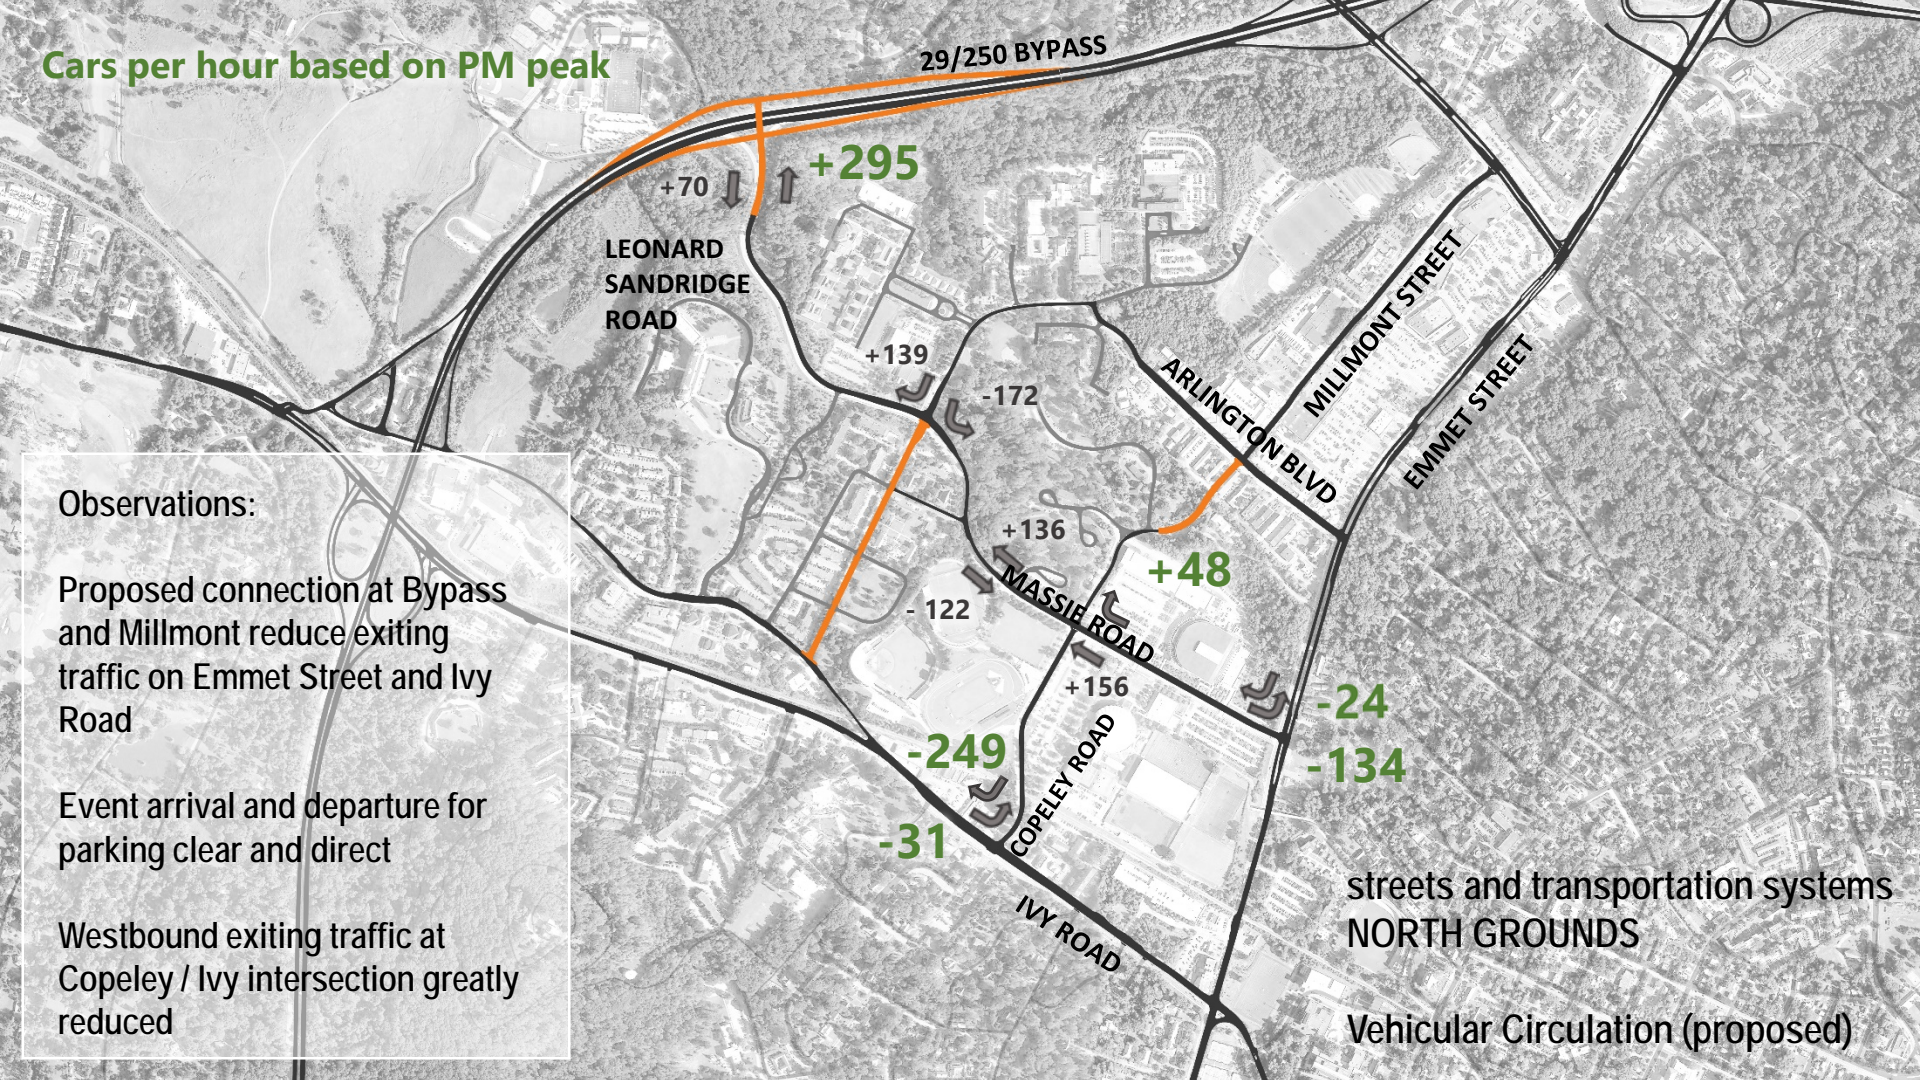 Cars per hour based on PM peak
29/250 BYPASS
+70
+295
LEONARD
SANDRIDGE
ROAD
+139
-172
MILLMONT STREET
ARLINGTON BLVD
EMMET STREET
+136
+48
- 122
MASSIE ROAD
+156
-24
-134
-249
-31
COPELEY ROAD
IVY ROAD
Observations:
Proposed connection at Bypass
and Millmont reduce exiting
traffic on Emmet Street and Ivy
Road
Event arrival and departure for
parking clear and direct
Westbound exiting traffic at
Copeley / Ivy intersection greatly
reduced
streets and transportation systems
NORTH GROUNDS
Vehicular Circulation (proposed)